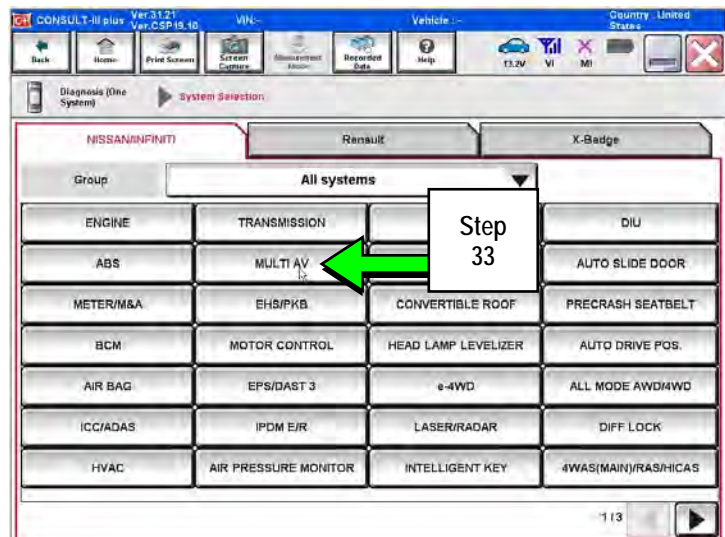 CONSULT-III plus Ver.31.21 VIN:- Vehicle : - Country : United
Ver.CSP19.10 States
Back Home Print Screen Screen Capture Measurement Mode Recorded Data Help 13.2V VI MI
Diagnosis (One System) System Selection
NISSAN/INFINITI Renault X-Badge
Group All systems
ENGINE TRANSMISSION DIU
Step
33
ABS MULTI AV AUTO SLIDE DOOR
METER/M&A EHS/PKB CONVERTIBLE ROOF PRECRASH SEATBELT
BCM MOTOR CONTROL HEAD LAMP LEVELIZER AUTO DRIVE POS.
AIR BAG EPS/DAST 3 e-4WD ALL MODE AWD/4WD
ICC/ADAS IPDM E/R LASER/RADAR DIFF LOCK
HVAC AIR PRESSURE MONITOR INTELLIGENT KEY 4WAS(MAIN)/RAS/HICAS
1/3